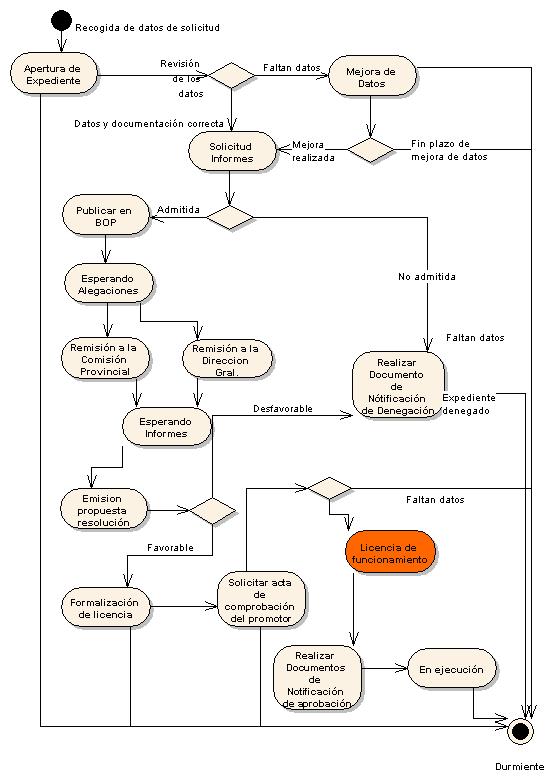 Recogida de datos de solicitud
Apertura de
Expediente
Revisión
de los
datos
Faltan datos
Mejora de
Datos
Datos y documentación correcta
Solicitud
Informes
Mejora
realizada
Fin plazo de
mejora de datos
Publicar en
BOP
Admitida
No admitida
Esperando
Alegaciones
Faltan datos
Remisión a la
Comisión
Provincial
Remisión a la
Direccion
Gral.
Realizar
Documento
de
Nótificación
de Denegación
Expediente
denegado
Desfavorable
Esperando
Informes
Emision
propuesta
resolución
Faltan datos
Favorable
Licencia de
funcionamiento
Formalización
de licencia
Solicitar acta
de
comprobación
del promotor
Realizar
Documentos
de
Notificación
de aprobación
En ejecución
Durmiente